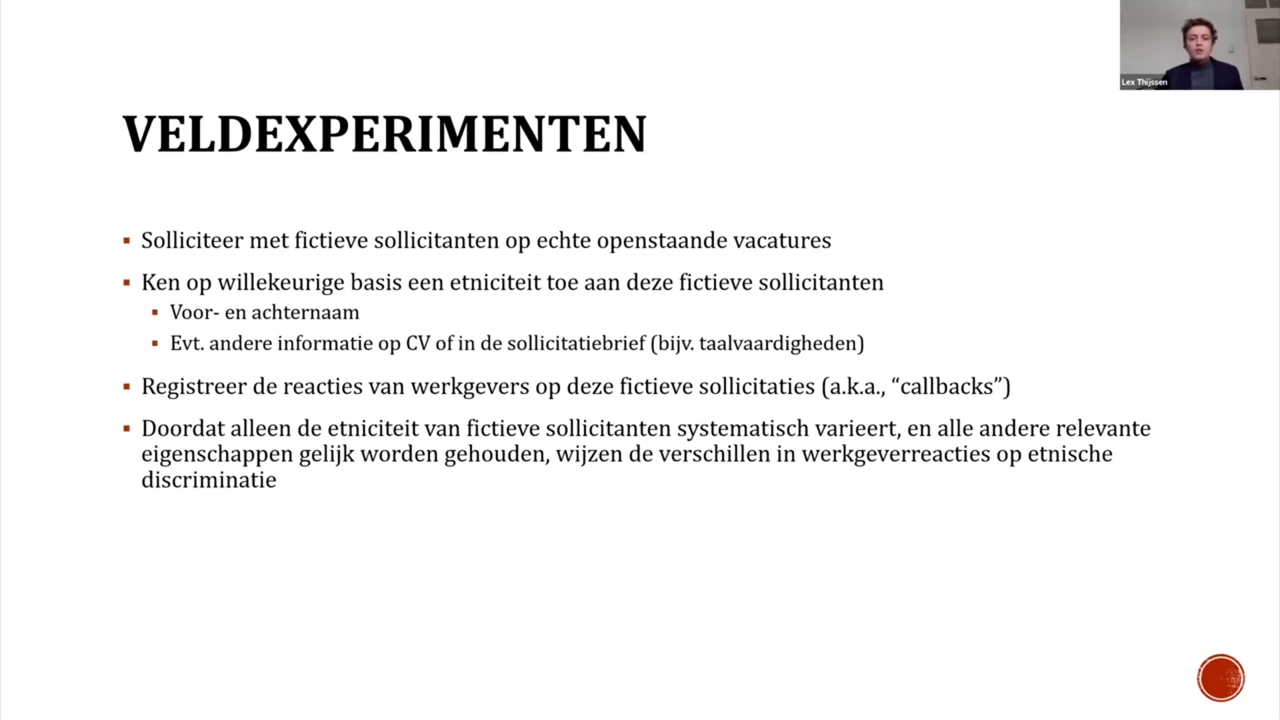 Lex Thijssen
VELDEXPERIMENTEN
▪ Solliciteer met fictieve sollicitanten op echte openstaande vacatures
▪ Ken op willekeurige basis een etniciteit toe aan deze fictieve sollicitanten
▪ Voor- en achternaam
▪ Evt. andere informatie op CV of in de sollicitatiebrief (bijv. taalvaardigheden)
▪ Registreer de reacties van werkgevers op deze fictieve sollicitaties (a.k.a., “callbacks”)
▪ Doordat alleen de etniciteit van fictieve sollicitanten systematisch varieert, en alle andere relevante
eigenschappen gelijk worden gehouden, wijzen de verschillen in werkgeverreacties op etnische
discriminatie